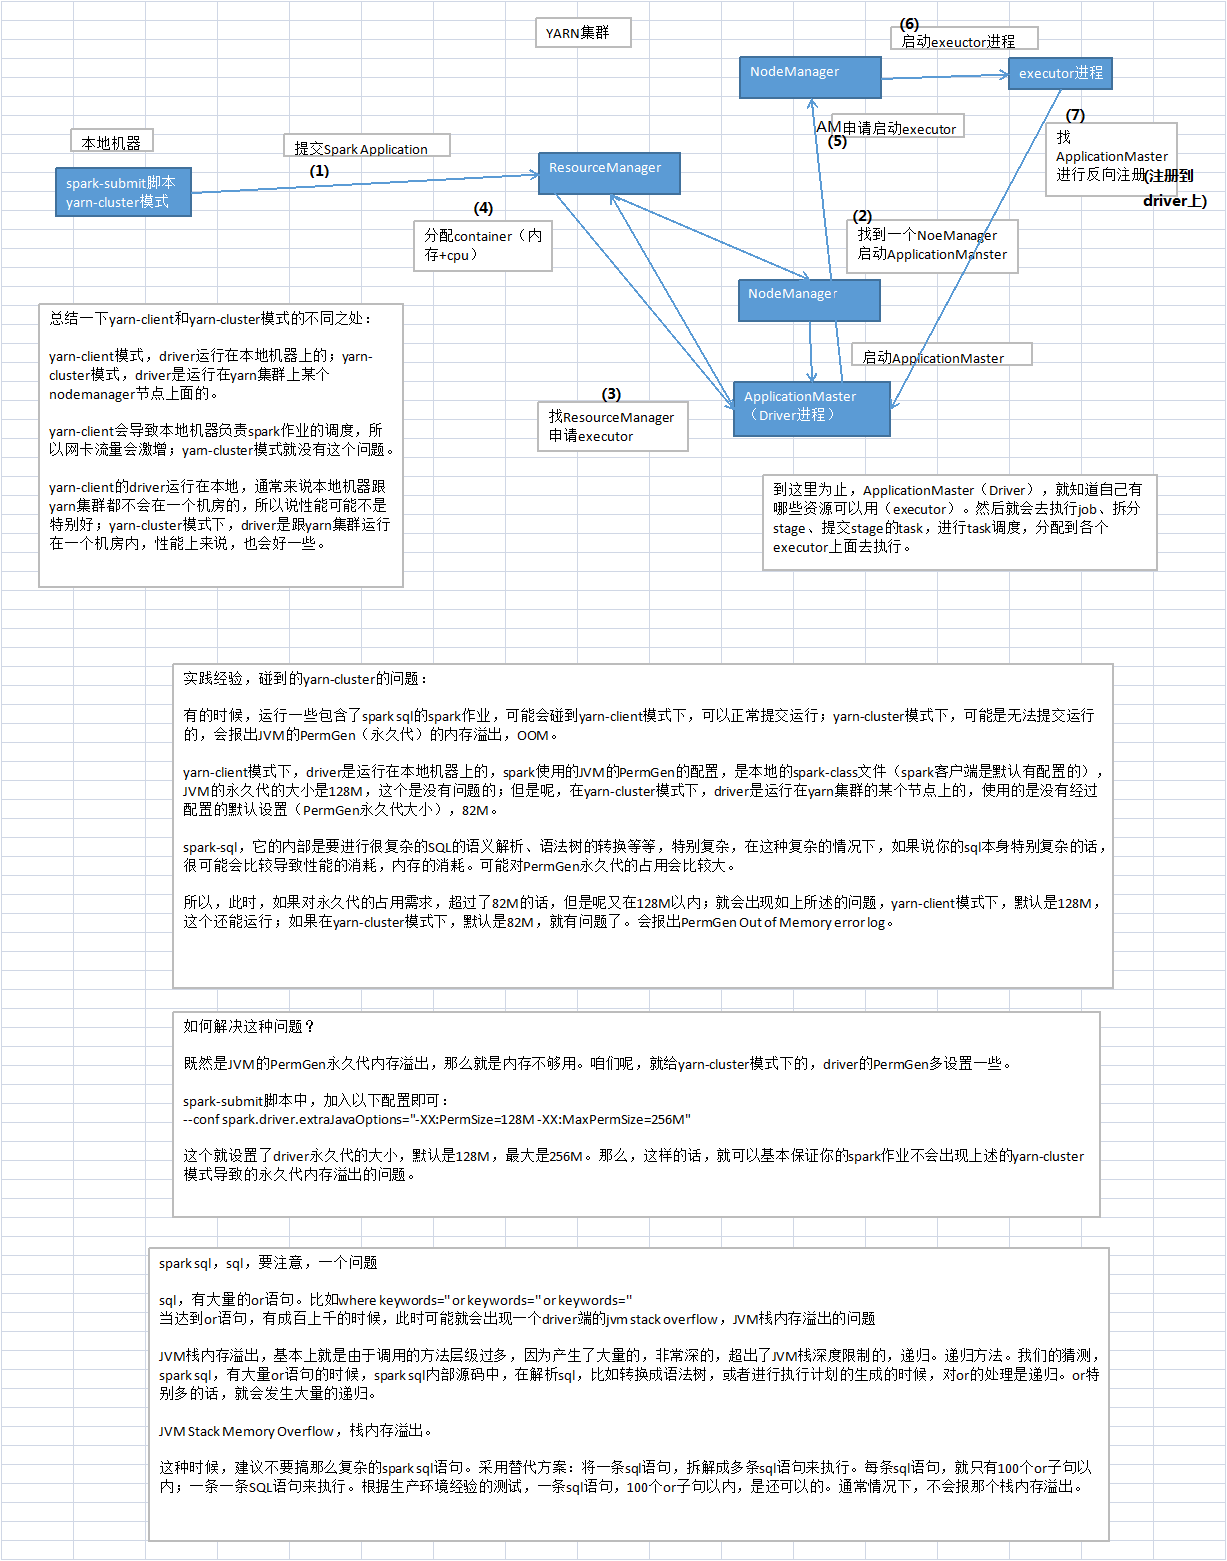 YARN集群
(6)
启动exeuctor进程
NodeManager
executor进程
(7)
找
ApplicationMaster
进行反向注册
(注册到
driver上)
AM申请启动executor
(5)
本地机器
提交Spark Application
(1)
spark-submit脚本
yarn-cluster模式
ResourceManager
(4)
分配container（内
存+cpu）
(2)
找到一个NoeManager
启动ApplicationManster
NodeManager
启动ApplicationMaster
ApplicationMaster
（Driver进程）
(3)
找ResourceManager
申请executor
总结一下yarn-client和yarn-cluster模式的不同之处：
yarn-client模式，driver运行在本地机器上的；yarn-
cluster模式，driver是运行在yarn集群上某个
nodemanager节点上面的。
yarn-client会导致本地机器负责spark作业的调度，所
以网卡流量会激增；yarn-cluster模式就没有这个问题。
yarn-client的driver运行在本地，通常来说本地机器跟
yarn集群都不会在一个机房的，所以说性能可能不是
特别好；yarn-cluster模式下，driver是跟yarn集群运行
在一个机房内，性能上来说，也会好一些。
到这里为止，ApplicationMaster（Driver），就知道自己有
哪些资源可以用（executor）。然后就会去执行job、拆分
stage、提交stage的task，进行task调度，分配到各个
executor上面去执行。
实践经验，碰到的yarn-cluster的问题：
有的时候，运行一些包含了spark sql的spark作业，可能会碰到yarn-client模式下，可以正常提交运行；yarn-cluster模式下，可能是无法提交运行
的，会报出JVM的PermGen（永久代）的内存溢出，OOM。
yarn-client模式下，driver是运行在本地机器上的，spark使用的JVM的PermGen的配置，是本地的spark-class文件（spark客户端是默认有配置的），
JVM的永久代的大小是128M，这个是没有问题的；但是呢，在yarn-cluster模式下，driver是运行在yarn集群的某个节点上的，使用的是没有经过
配置的默认设置（PermGen永久代大小），82M。
spark-sql，它的内部是要进行很复杂的SQL的语义解析、语法树的转换等等，特别复杂，在这种复杂的情况下，如果说你的sql本身特别复杂的话，
很可能会比较导致性能的消耗，内存的消耗。可能对PermGen永久代的占用会比较大。
所以，此时，如果对永久代的占用需求，超过了82M的话，但是呢又在128M以内；就会出现如上所述的问题，yarn-client模式下，默认是128M，
这个还能运行；如果在yarn-cluster模式下，默认是82M，就有问题了。会报出PermGen Out of Memory error log。
如何解决这种问题？
既然是JVM的PermGen永久代内存溢出，那么就是内存不够用。咱们呢，就给yarn-cluster模式下的，driver的PermGen多设置一些。
spark-submit脚本中，加入以下配置即可：
--conf spark.driver.extraJavaOptions="-XX:PermSize=128M -XX:MaxPermSize=256M"
这个就设置了driver永久代的大小，默认是128M，最大是256M。那么，这样的话，就可以基本保证你的spark作业不会出现上述的yarn-cluster
模式导致的永久代内存溢出的问题。
spark sql，sql，要注意，一个问题
sql，有大量的or语句。比如where keywords='' or keywords='' or keywords=''
当达到or语句，有成百上千的时候，此时可能就会出现一个driver端的jvm stack overflow，JVM栈内存溢出的问题
JVM栈内存溢出，基本上就是由于调用的方法层级过多，因为产生了大量的，非常深的，超出了JVM栈深度限制的，递归。递归方法。我们的猜测，
spark sql，有大量or语句的时候，spark sql内部源码中，在解析sql，比如转换成语法树，或者进行执行计划的生成的时候，对or的处理是递归。or特
别多的话，就会发生大量的递归。
JVM Stack Memory Overflow，栈内存溢出。
这种时候，建议不要搞那么复杂的spark sql语句。采用替代方案：将一条sql语句，拆解成多条sql语句来执行。每条sql语句，就只有100个or子句以
内；一条一条SQL语句来执行。根据生产环境经验的测试，一条sql语句，100个or子句以内，是还可以的。通常情况下，不会报那个栈内存溢出。